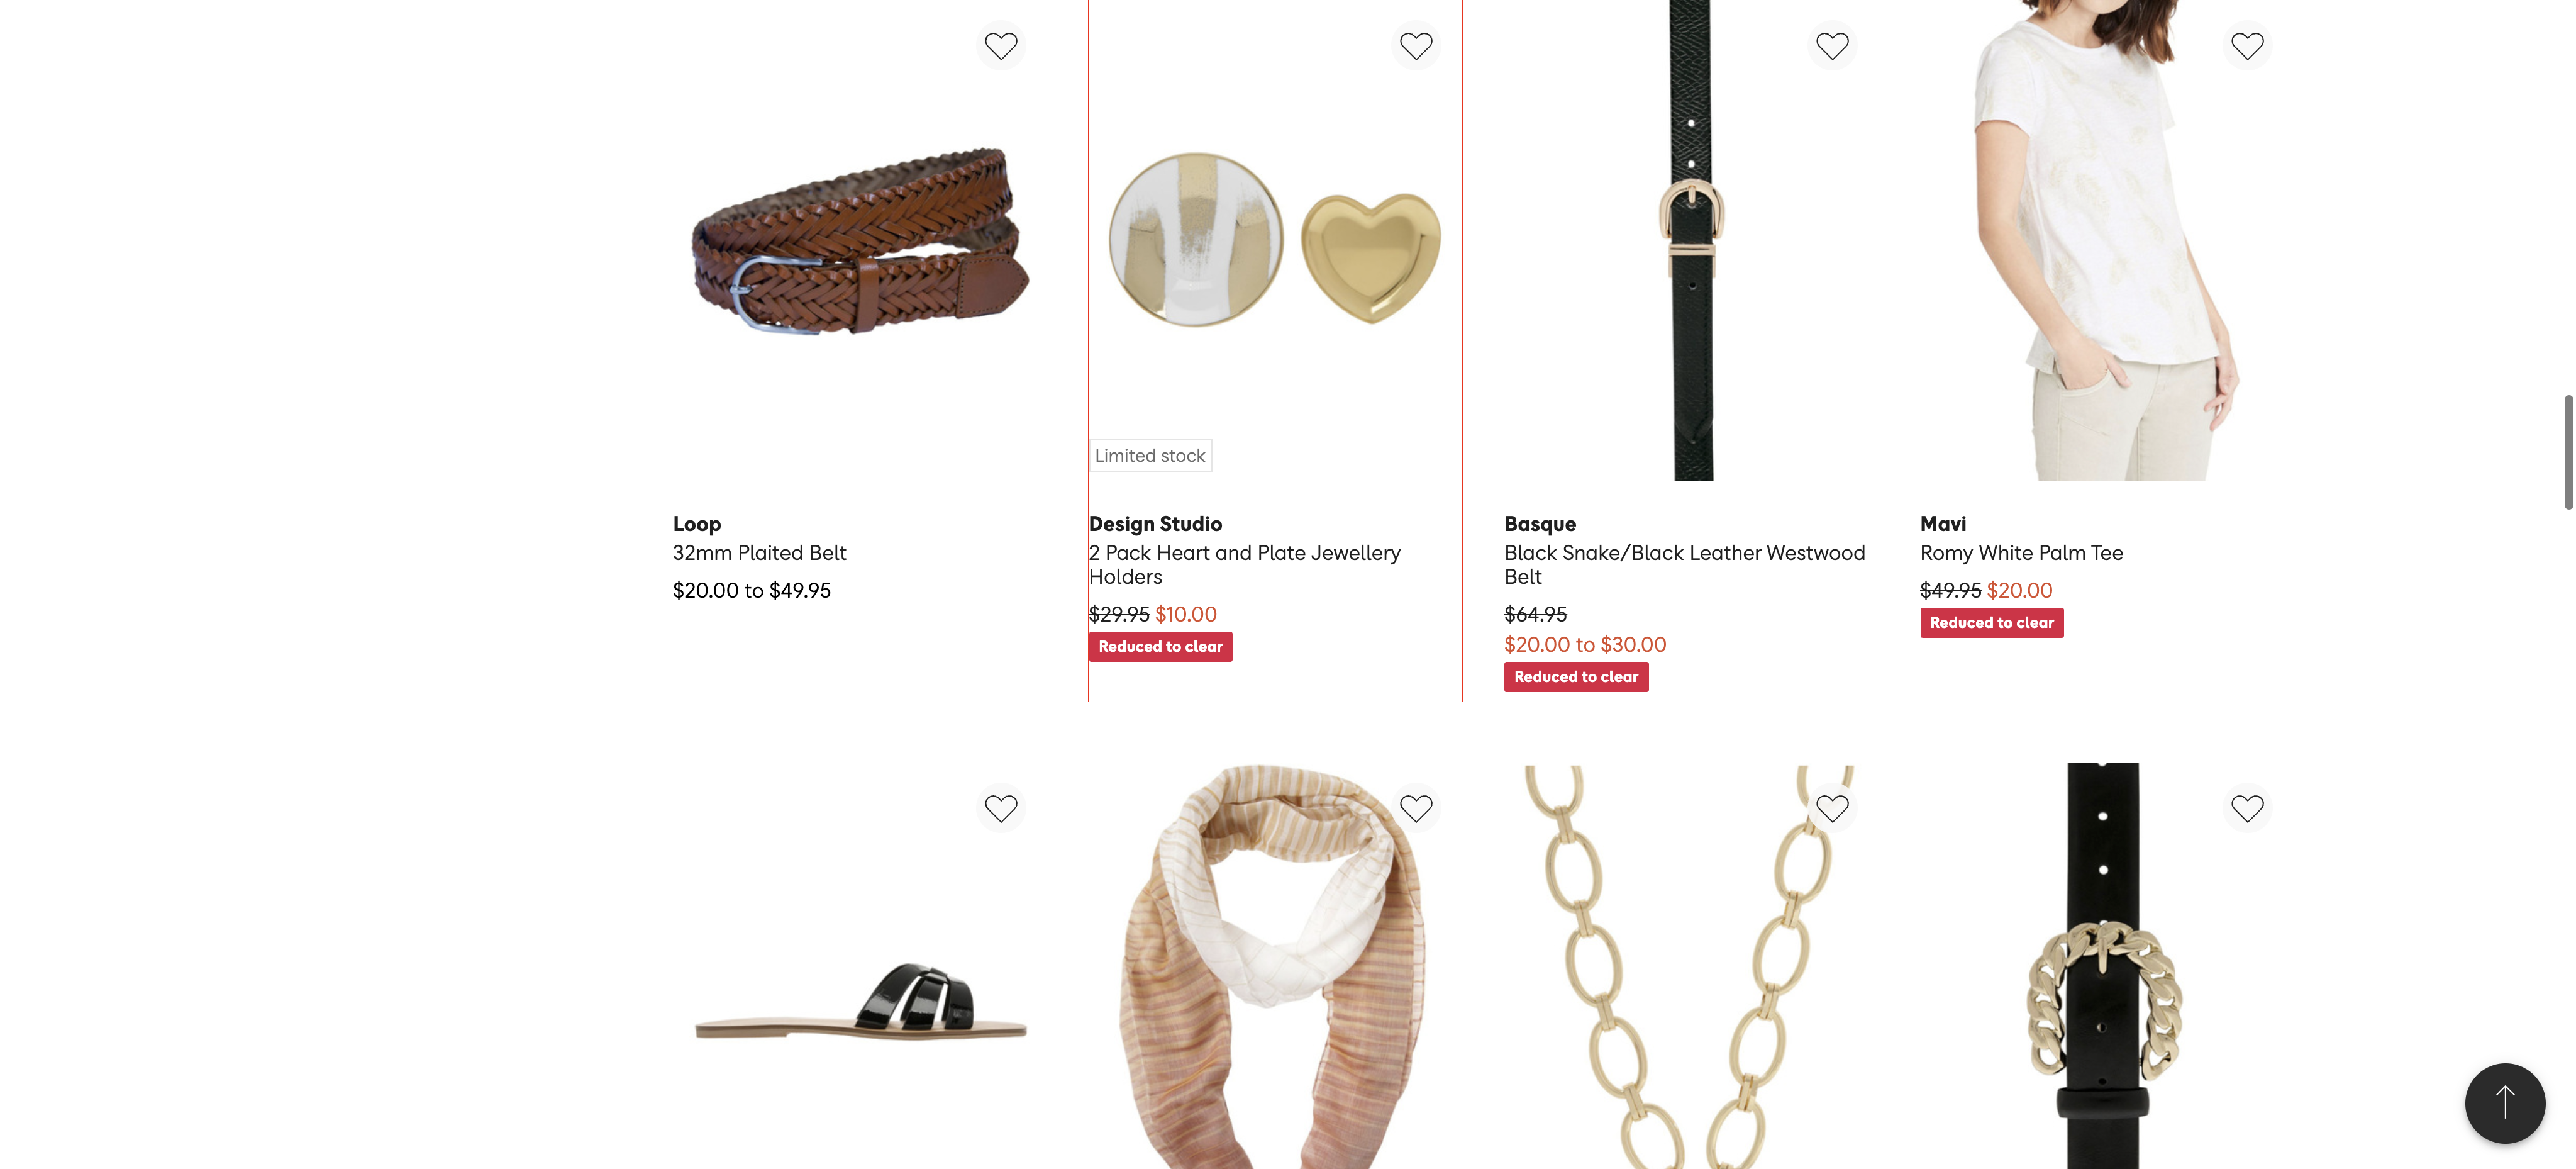 Limited stock
Loop
32mm Plaited Belt
$20.00 to $49.95
Design Studio
2 Pack Heart and Plate Jewellery
Holders
$29.95 $10.00
Reduced to clear
Basque
Black Snake/Black Leather Westwood
Belt
$64.95
$20.00 to $30.00
Reduced to clear
Mavi
Romy White Palm Tee
$49.95 $20.00
Reduced to clear